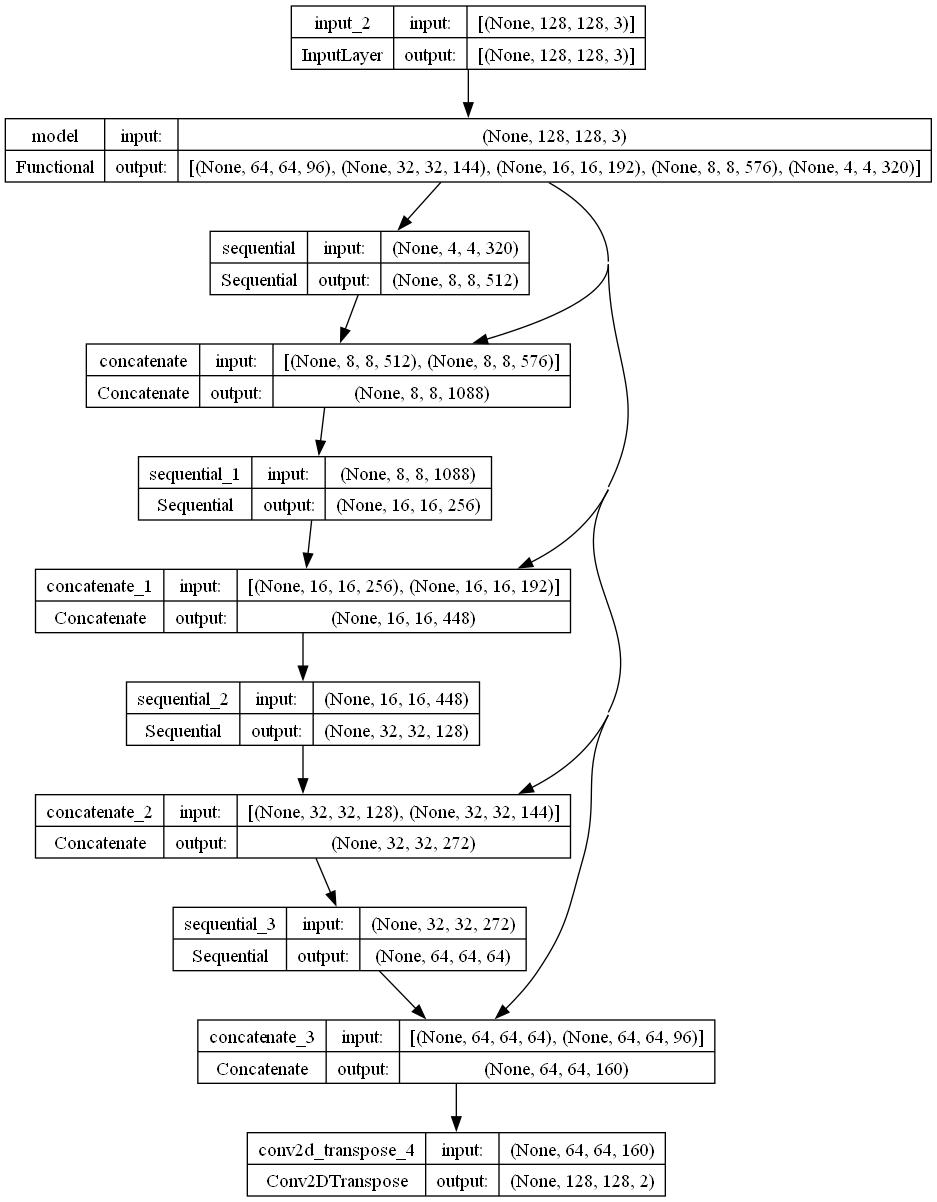 input_2 input: [(None, 128, 128, 3)]
InputLayer output: [(None, 128, 128, 3)]
model input: (None, 128, 128, 3)
Functional output: [(None, 64, 64, 96), (None, 32, 32, 144), (None, 16, 16, 192), (None, 8, 8, 576), (None, 4, 4, 320)]
sequential input: (None, 4, 4, 320)
Sequential output: (None, 8, 8, 512)
concatenate input: [(None, 8, 8, 512), (None, 8, 8, 576)]
Concatenate output: (None, 8, 8, 1088)
sequential_1 input: (None, 8, 8, 1088)
Sequential output: (None, 16, 16, 256)
concatenate_1 input: [(None, 16, 16, 256), (None, 16, 16, 192)]
Concatenate output: (None, 16, 16, 448)
sequential_2 input: (None, 16, 16, 448)
Sequential output: (None, 32, 32, 128)
concatenate_2 input: [(None, 32, 32, 128), (None, 32, 32, 144)]
Concatenate output: (None, 32, 32, 272)
sequential_3 input: (None, 32, 32, 272)
Sequential output: (None, 64, 64, 64)
concatenate_3 input: [(None, 64, 64, 64), (None, 64, 64, 96)]
Concatenate output: (None, 64, 64, 160)
conv2d_transpose_4 input: (None, 64, 64, 160)
Conv2DTranspose output: (None, 128, 128, 2)